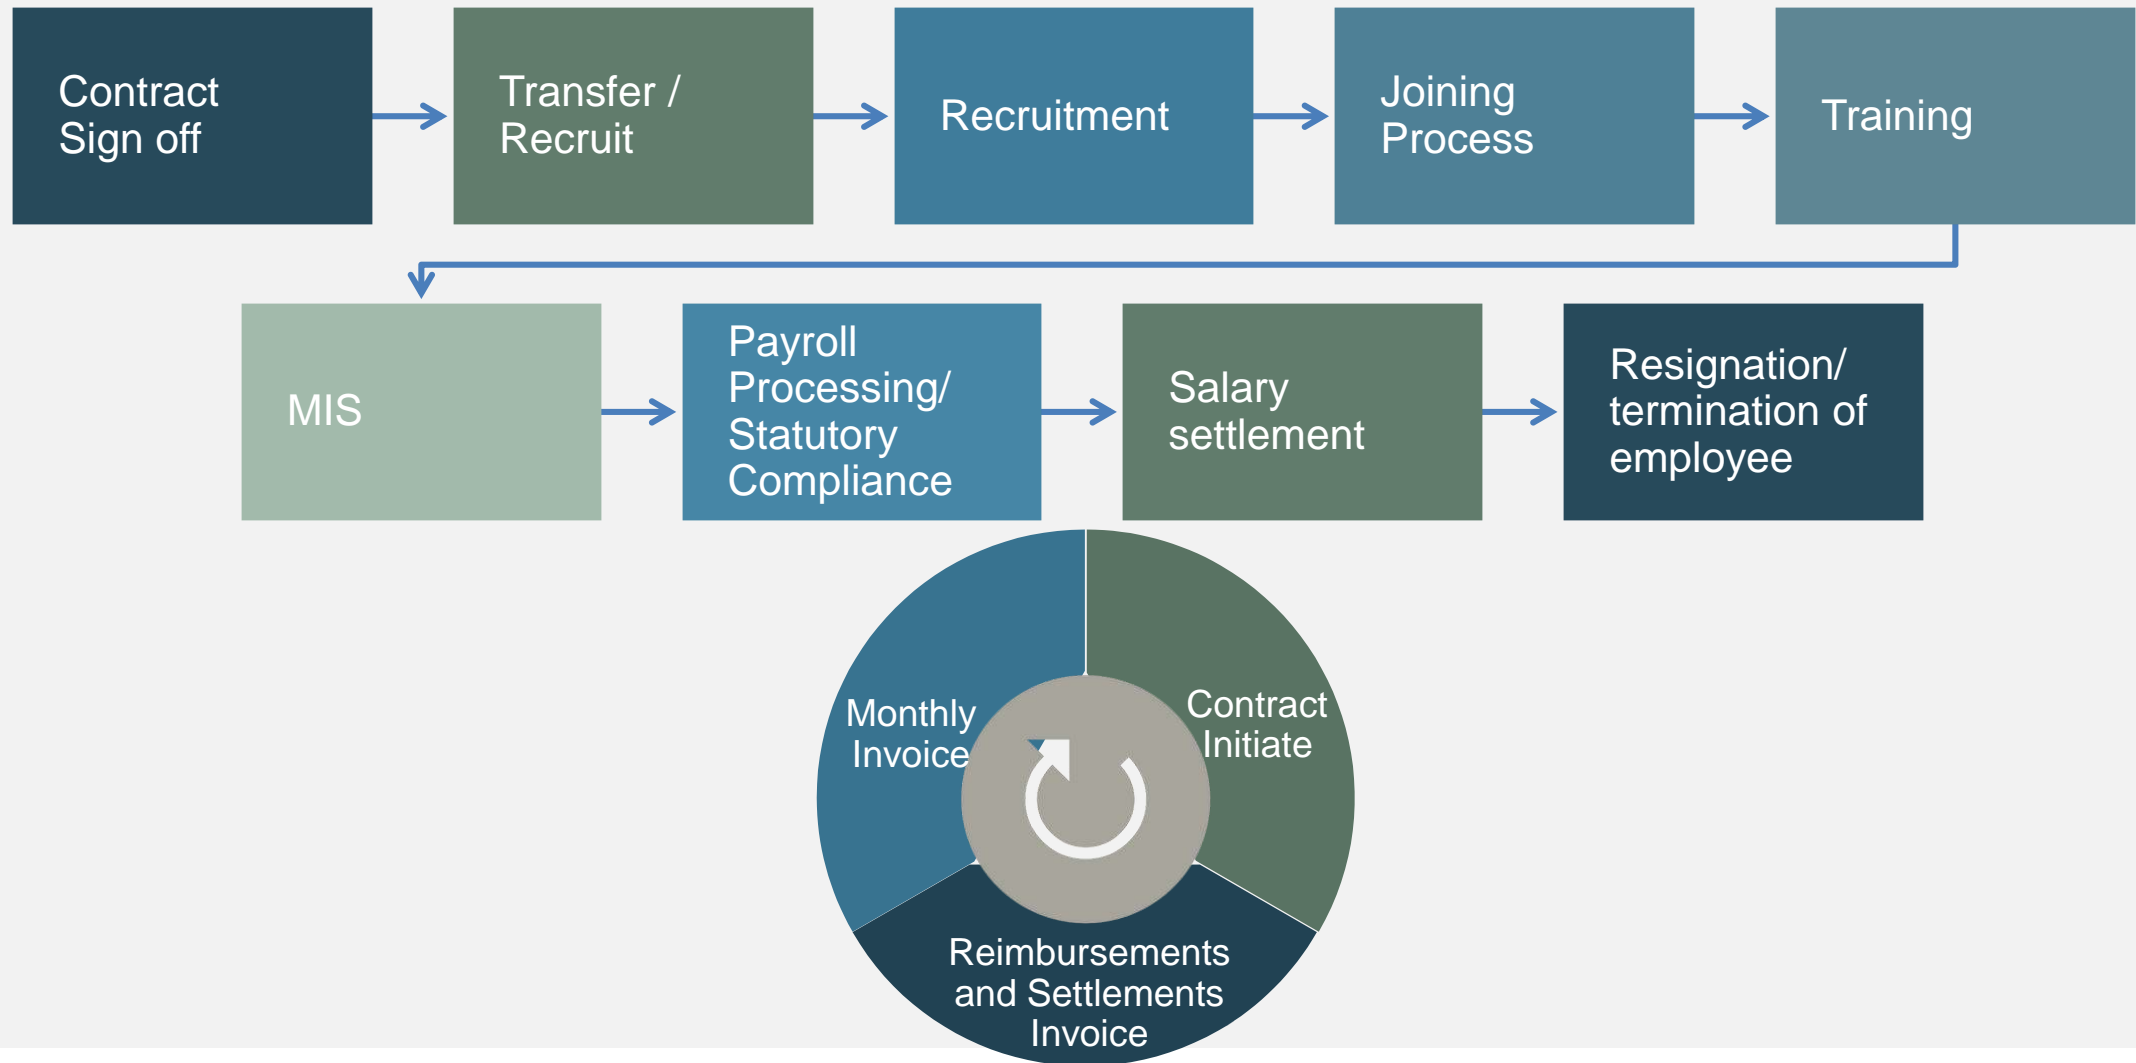 Contract
Sign off
Transfer /
Recruit
Recruitment
Joining
Process
Training
MIS
Payroll
Processing/
Statutory
Compliance
Salary
settlement
Resignation/
termination of
employee
Monthly
Invoice
Contract
Initiate
Reimbursements
and Settlements
Invoice